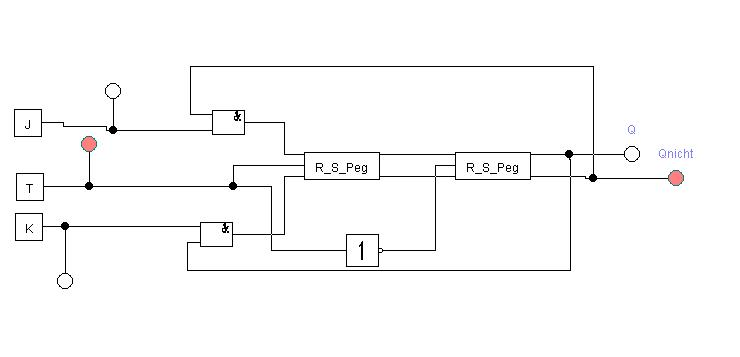 J
&
Q
Qnicht
R_S_Peg
R_S_Peg
T
K
&
1